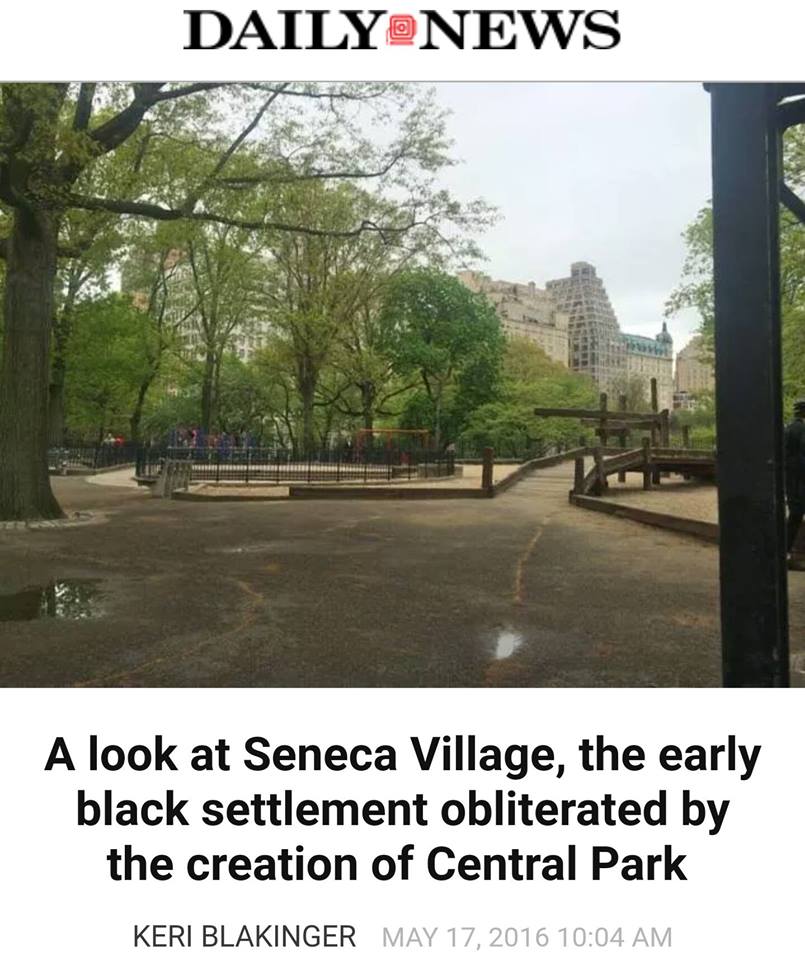 DAILY NEWS
A look at Seneca Village, the early
black settlement obliterated by
the creation of Central Park
KERI BLAKINGER MAY 17, 2016 10:04 AM